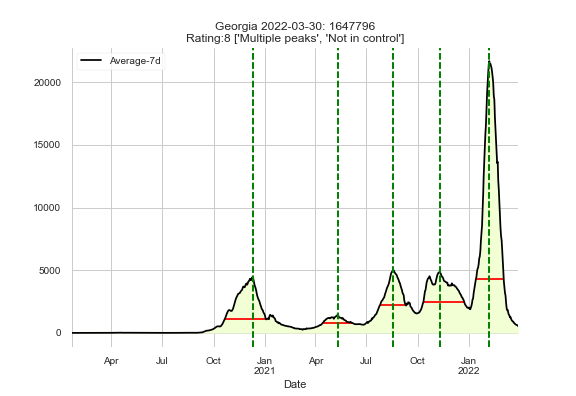 Georgia 2022-03-30: 1647796
Rating:8 ['Multiple peaks', 'Not in control']
Average-7d
20000
15000
10000
5000
0
Apr Jul Oct Jan Apr Jul Oct Jan
2021 2022
Date